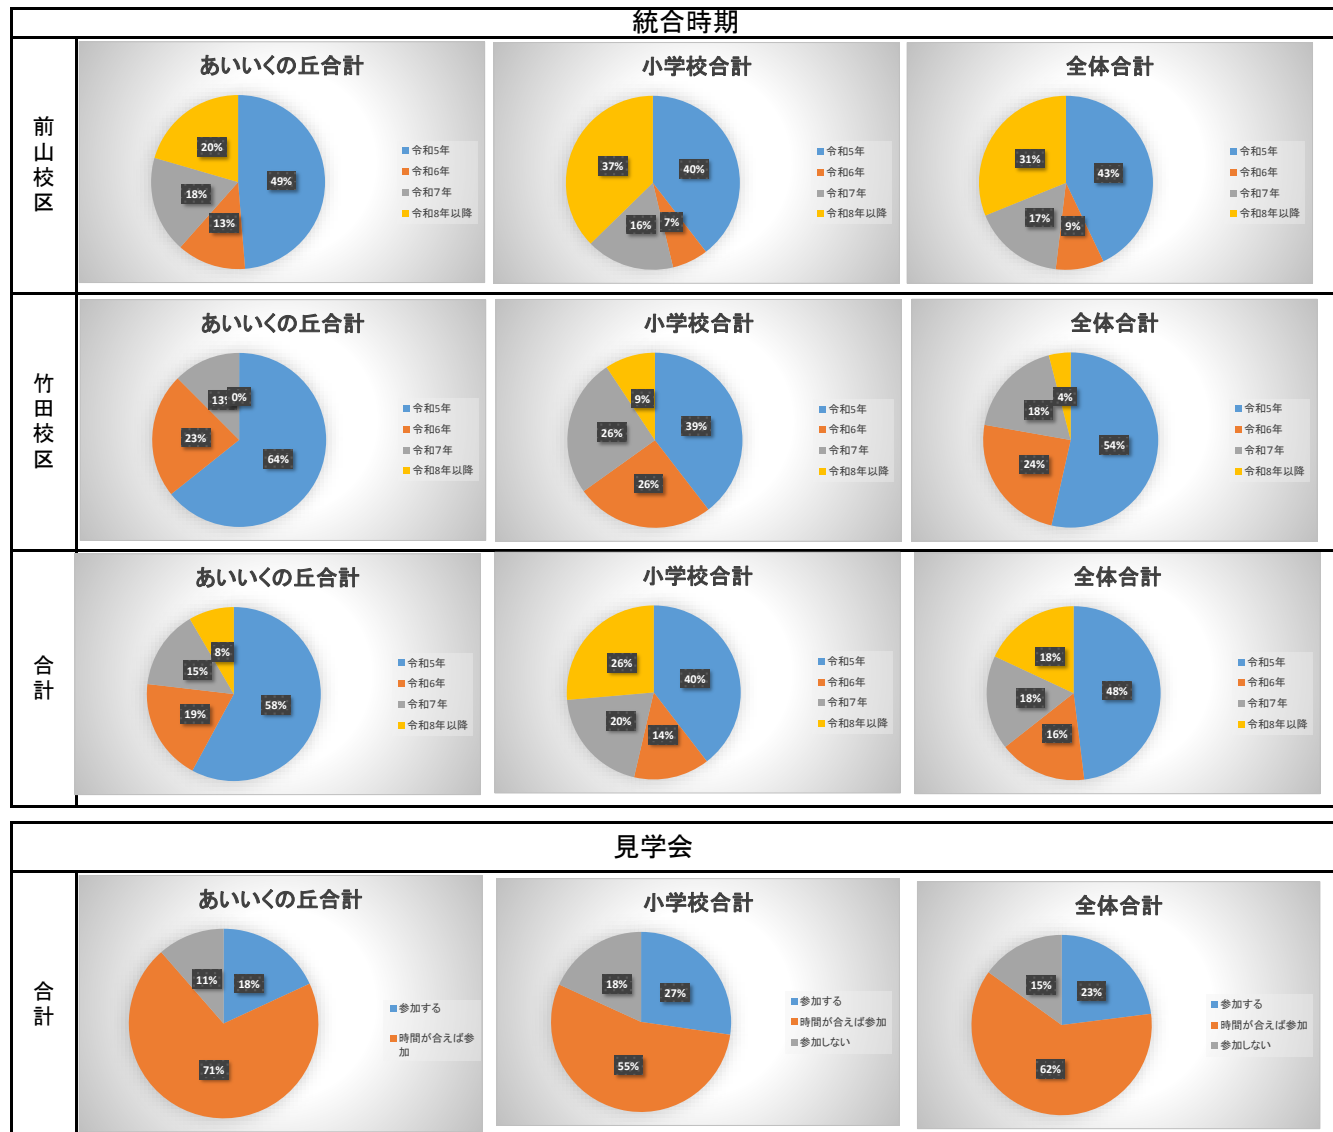 統合時期
前山校区
あいいくの丘合計
20%
49%
18%
13%
令和5年
令和6年
令和7年
令和8年以降
小学校合計
37%
40%
16%
7%
令和5年
令和6年
令和7年
令和8年以降
全体合計
31%
43%
17%
9%
令和5年
令和6年
令和7年
令和8年以降
竹田校区
あいいくの丘合計
13%
0%
23%
64%
令和5年
令和6年
令和7年
令和8年以降
小学校合計
9%
39%
26%
26%
令和5年
令和6年
令和7年
令和8年以降
全体合計
4%
18%
54%
24%
令和5年
令和6年
令和7年
令和8年以降
合計
あいいくの丘合計
8%
15%
58%
19%
令和5年
令和6年
令和7年
令和8年以降
小学校合計
26%
40%
20%
14%
令和5年
令和6年
令和7年
令和8年以降
全体合計
18%
48%
18%
16%
令和5年
令和6年
令和7年
令和8年以降
見学会
合計
あいいくの丘合計
11%
18%
71%
参加する
時間が合えば参
加
小学校合計
18%
27%
55%
参加する
時間が合えば参加
参加しない
全体合計
15%
23%
62%
参加する
時間が合えば参加
参加しない